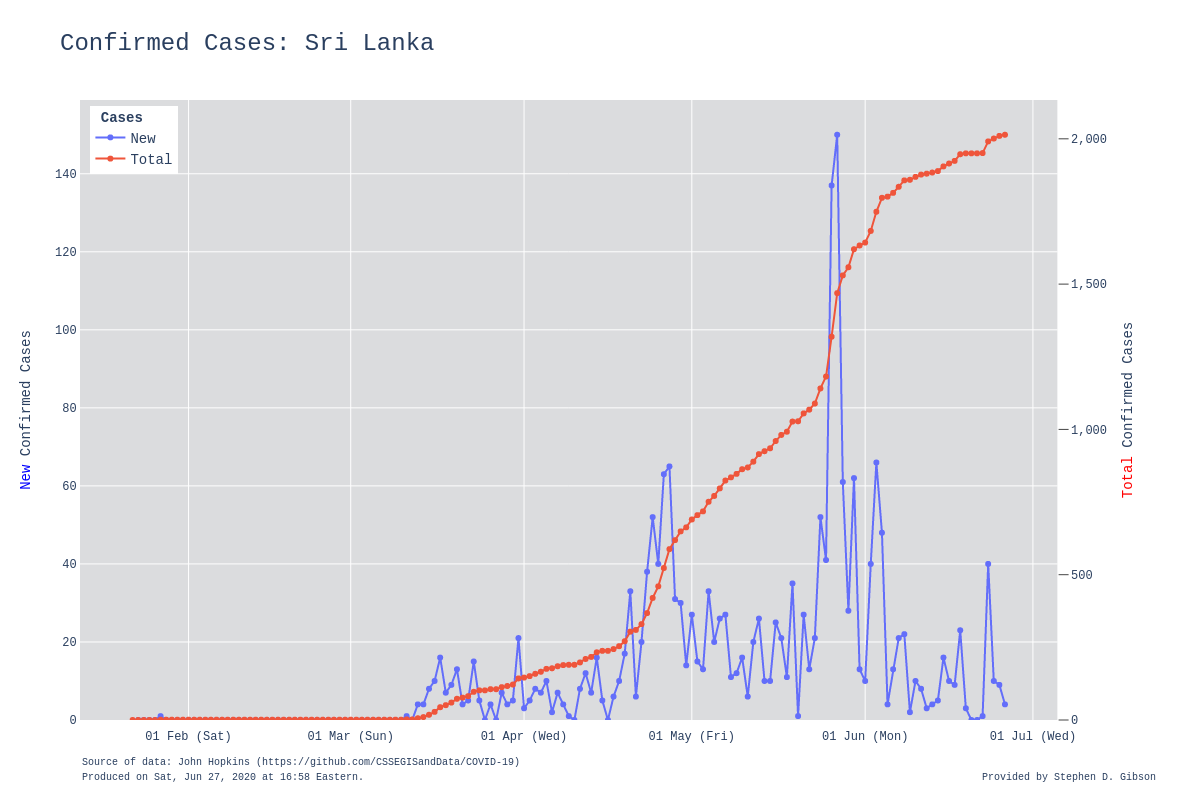 Confirmed Cases: Sri Lanka
Cases
New
Total
140
120
100
80
60
40
20
0
New Confirmed Cases
2,000
1,500
1,000
500
0
Total Confirmed Cases
01 Feb (Sat)
01 Mar (Sun)
01 Apr (Wed)
01 May (Fri)
01 Jun (Mon)
01 Jul (Wed)
Source of data: John Hopkins (https://github.com/CSSEGISandData/COVID-19)
Produced on Sat, Jun 27, 2020 at 16:58 Eastern.
Provided by Stephen D. Gibson